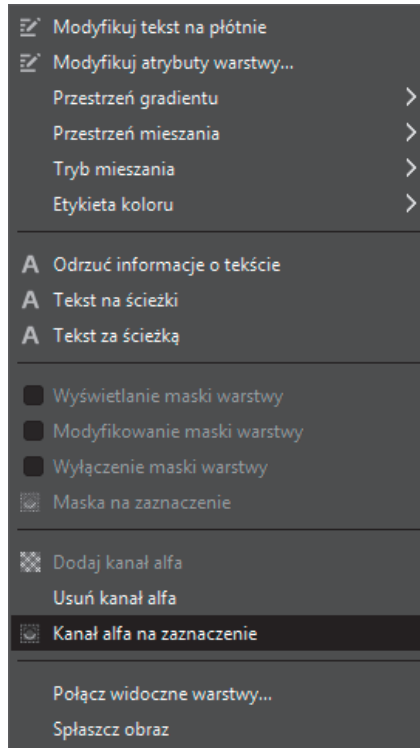 Modyfikuj tekst na płótnie
Modyfikuj atrybuty warstwy...
Przestrzeń gradientu
Przestrzeń mieszania
Tryb mieszania
Etykieta koloru
Odrzuć informacje o tekście
Tekst na ścieżki
Tekst za ścieżką
Wyświetlanie maski warstwy
Modyfikowanie maski warstwy
Wyłączenie maski warstwy
Maska na zaznaczenie
Dodaj kanał alfa
Usuń kanał alfa
Kanał alfa na zaznaczenie
Połącz widoczne warstwy...
Spłaszcz obraz